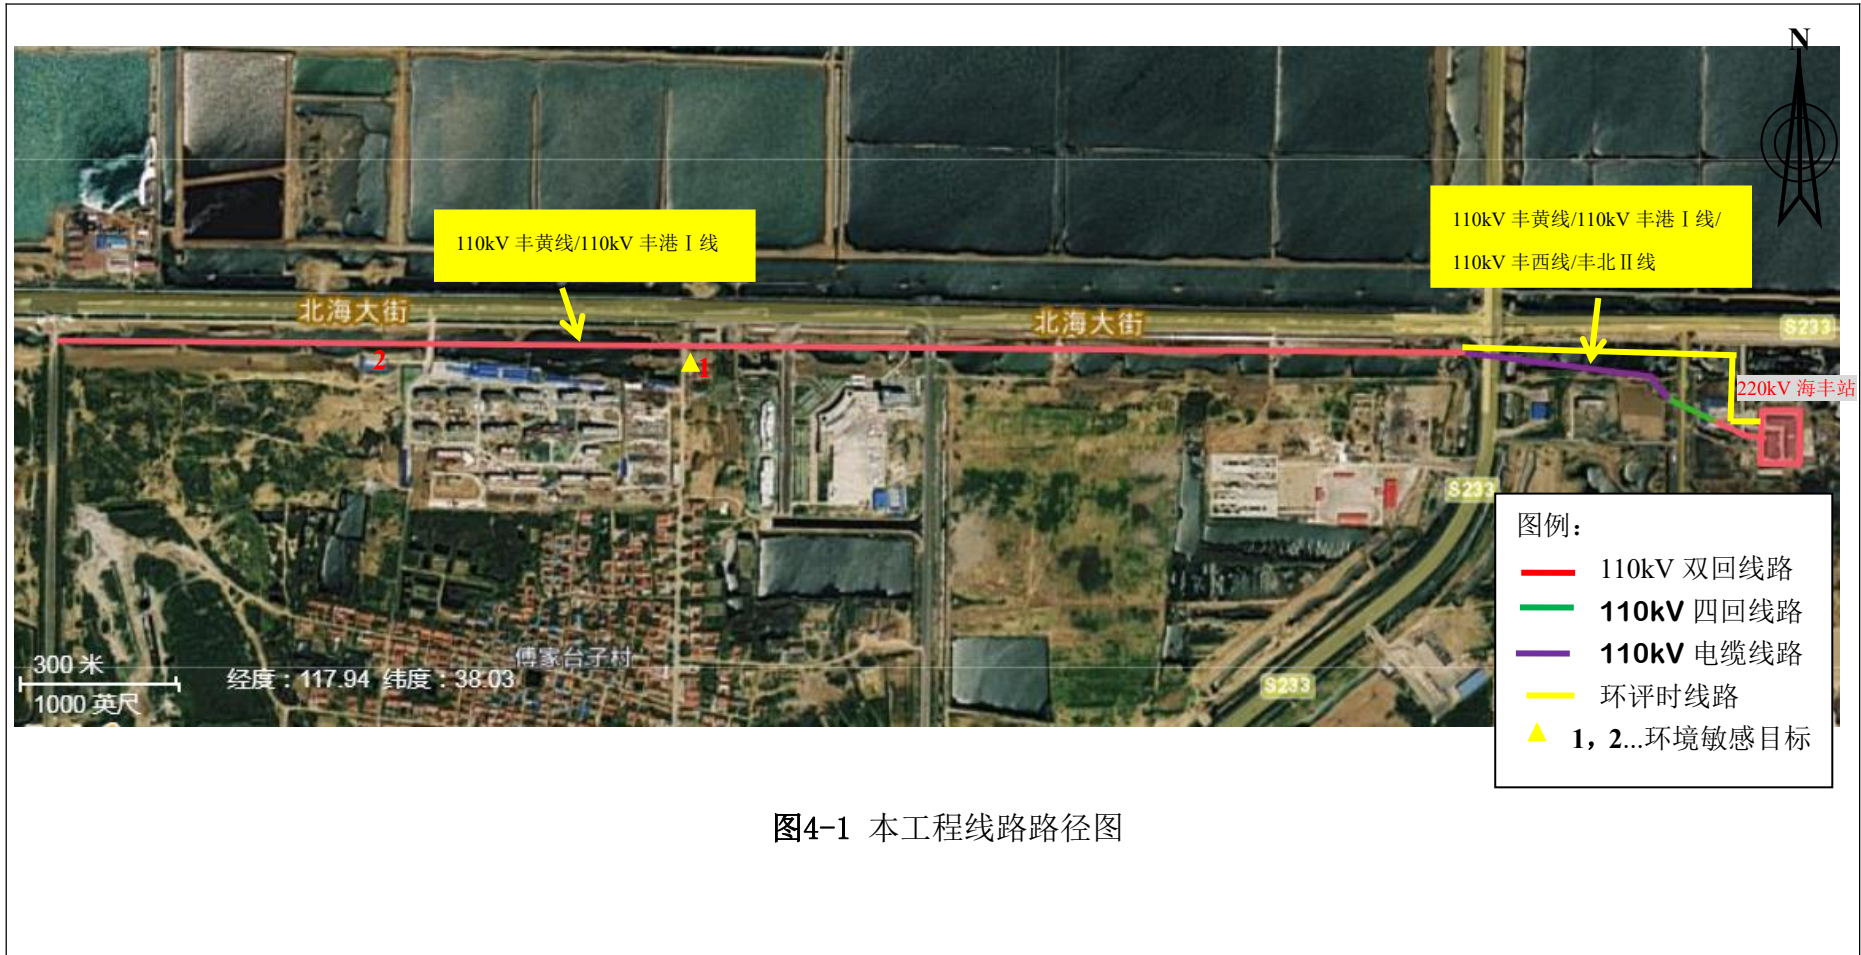 N
110kV 丰黄线/110kV 丰港Ⅰ线/
110kV 丰西线/丰北Ⅱ线
110kV 丰黄线/110kV 丰港Ⅰ线
北海大街
北海大街
S233
2
1
220kV 海丰站
S233
图例：
110kV 双回线路
110kV 四回线路
110kV 电缆线路
环评时线路
1，2...环境敏感目标
傅家台子村
300 米
经度：117.94 纬度：38.03
1000 英尺
S233
图4-1 本工程线路路径图